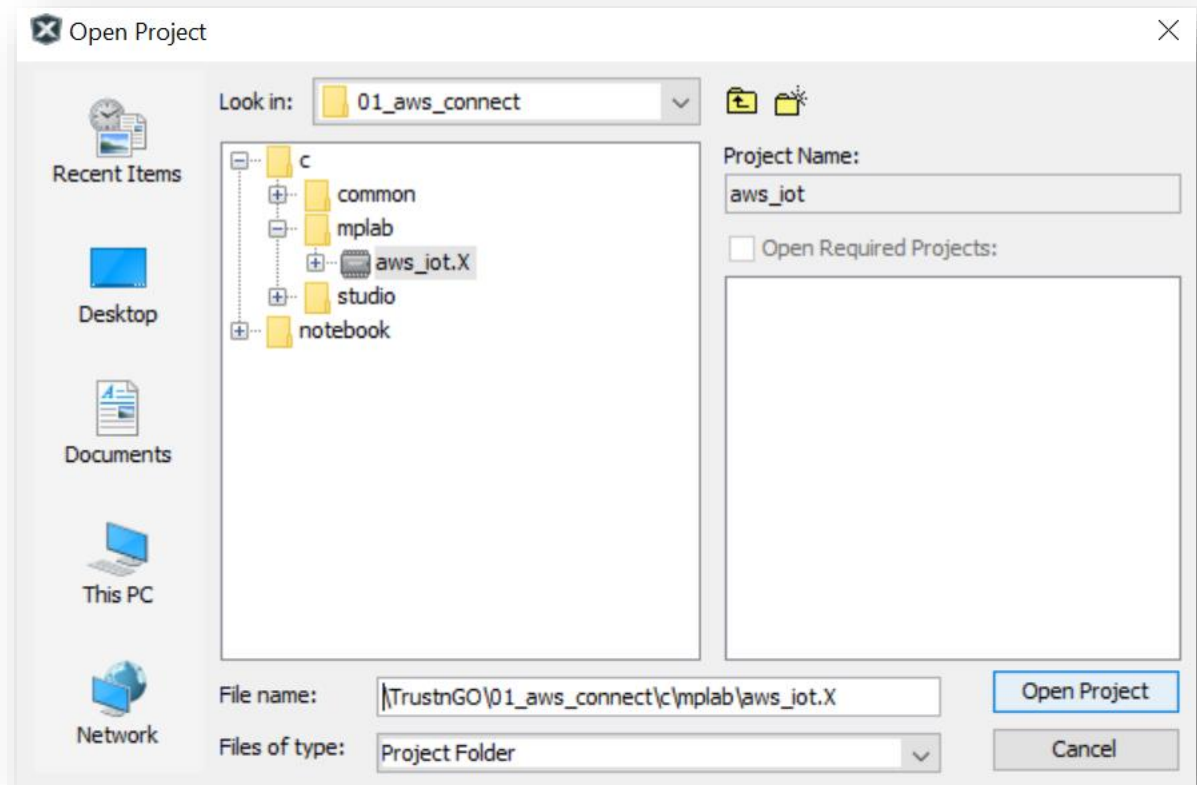 Open Project
Look in:
01_aws_connect
Recent Items
Desktop
Documents
This PC
Network
c
common
mplab
aws_iot.X
studio
notebook
Project Name:
aws_iot
Open Required Projects:
File name:
\TrustnGO\01_aws_connect\c\mplab\aws_iot.X
Open Project
Files of type:
Project Folder
Cancel